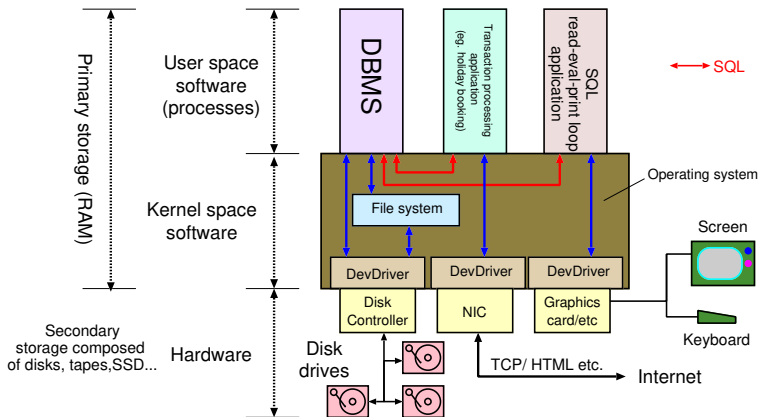 Primary storage (RAM)
User space
software
(processes)
DBMS
Transaction processing
application
(eg. holiday booking)
SQL
read-eval-print loop
application
SQL
Kernel space
software
File system
Operating system
DevDriver
DevDriver
DevDriver
Screen
Disk
Controller
NIC
Graphics
card/etc
Keyboard
Secondary
storage composed
of disks, tapes,SSD...
Hardware
Disk
drives
TCP/ HTML etc.
Internet